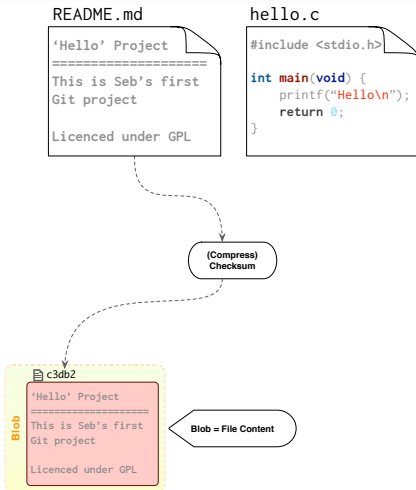 README.md
‘Hello’ Project
====================
This is Seb’s first
Git project
Licenced under GPL
hello.c
#include <stdio.h>
int main(void) {
printf(“Hello\n”);
return 0;
}
(Compress)
Checksum
c3db2
Blob
‘Hello’ Project
====================
This is Seb’s first
Git project
Licenced under GPL
Blob = File Content